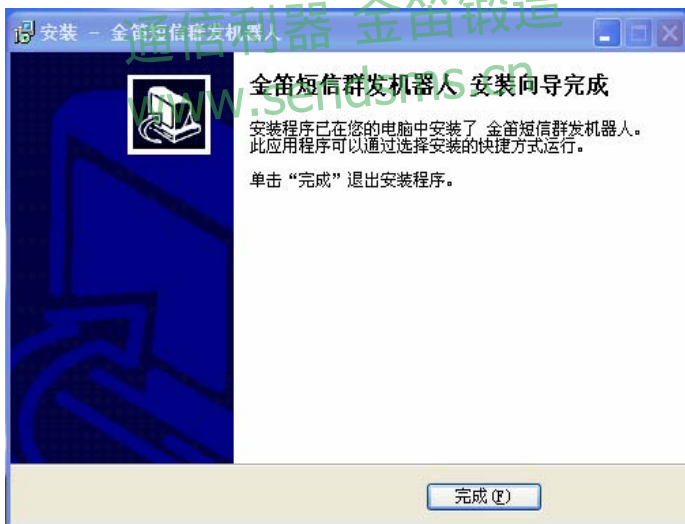 安装 - 金笛短信群发机器人
通信利器 金笛锻造
www.sendsms.cn
金笛短信群发机器人 安装向导完成
安装程序已在您的电脑中安装了 金笛短信群发机器人。
此应用程序可以通过选择安装的快捷方式运行。
单击“完成”退出安装程序。
完成(F)